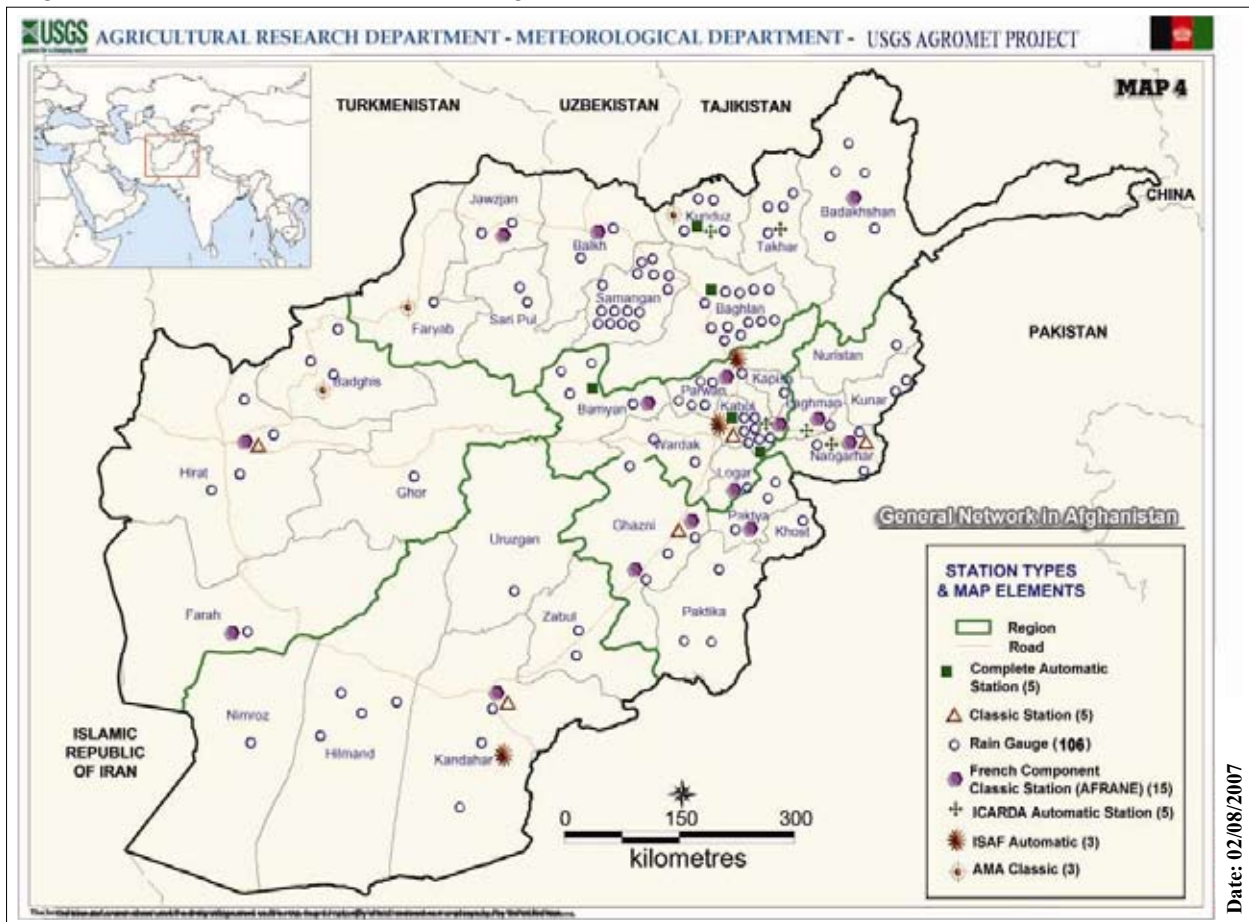 USGS
AGRICULTURAL RESEARCH DEPARTMENT - METEOROLOGICAL DEPARTMENT - USGS AGROMET PROJECT
MAP 4
TURKMENISTAN
UZBEKISTAN
TAJIKISTAN
CHINA
PAKISTAN
ISLAMIC
REPUBLIC
OF IRAN
Jawzjan
Balkh
Kunduz
Takhar
Badakhshan
Samangan
Baghlan
Sari Pul
Faryab
Badghis
Nuristan
Kapisa
Parwan
Kunar
Laghman
Kabul
Bamyan
Wardak
Nangarhar
Hirat
Ghor
Logar
Paktya
Khost
Ghazni
Uruzgan
Paktika
Zabul
Farah
Nimroz
Hilmand
Kandahar
General Network in Afghanistan
STATION TYPES
& MAP ELEMENTS
Region
Road
Complete Automatic
Station (5)
Classic Station (5)
Rain Gauge (106)
French Component
Classic Station (AFRANE) (15)
ICARDA Automatic Station (5)
ISAF Automatic (3)
AMA Classic (3)
0 150 300
kilometres
Date: 02/08/2007